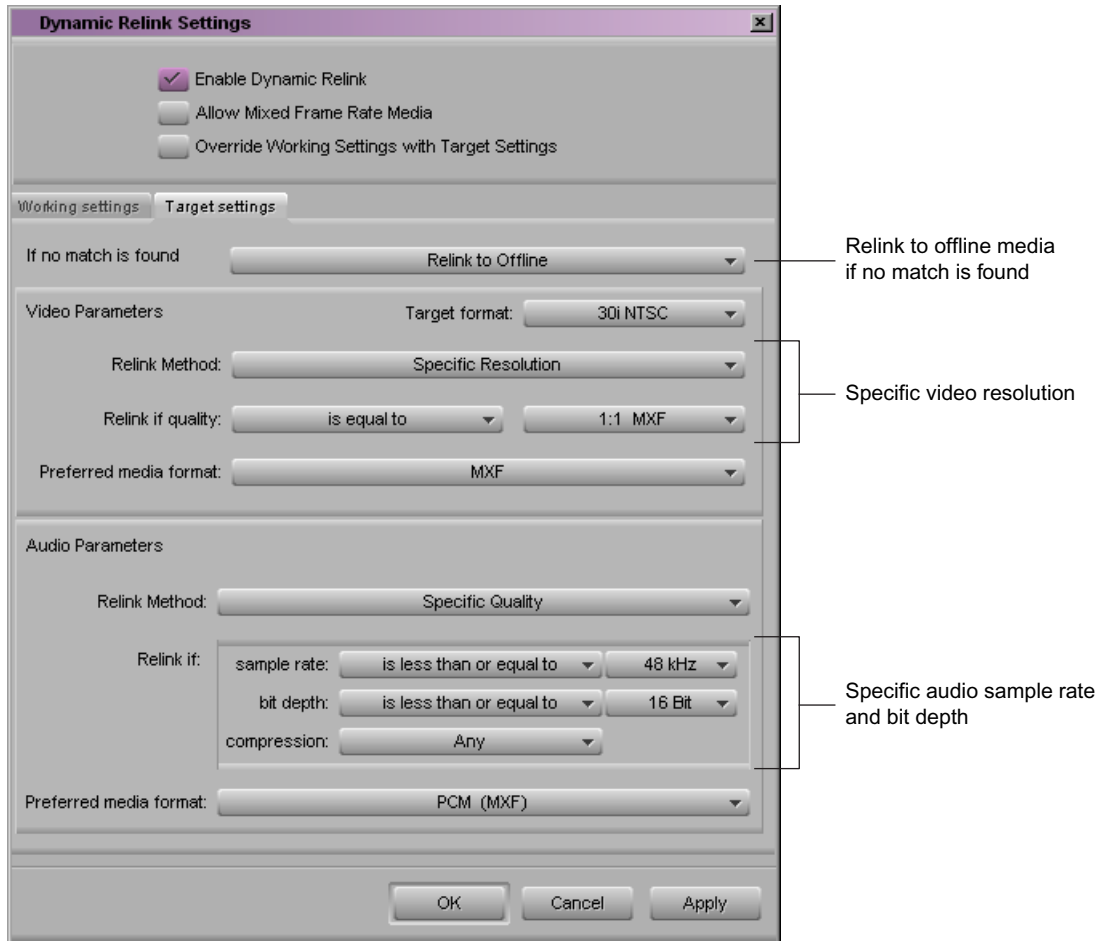 Dynamic Relink Settings
Enable Dynamic Relink
Allow Mixed Frame Rate Media
Override Working Settings with Target Settings
Working settings Target settings
If no match is found Relink to Offline
Relink to offline media
if no match is found
Video Parameters Target format: 30i NTSC
Relink Method: Specific Resolution
Specific video resolution
Relink if quality: is equal to 1:1 MXF
Preferred media format: MXF
Audio Parameters
Relink Method: Specific Quality
Relink if: sample rate: is less than or equal to 48 kHz
bit depth: is less than or equal to 16 Bit
Specific audio sample rate
and bit depth
compression: Any
Preferred media format: PCM (MXF)
OK Cancel Apply